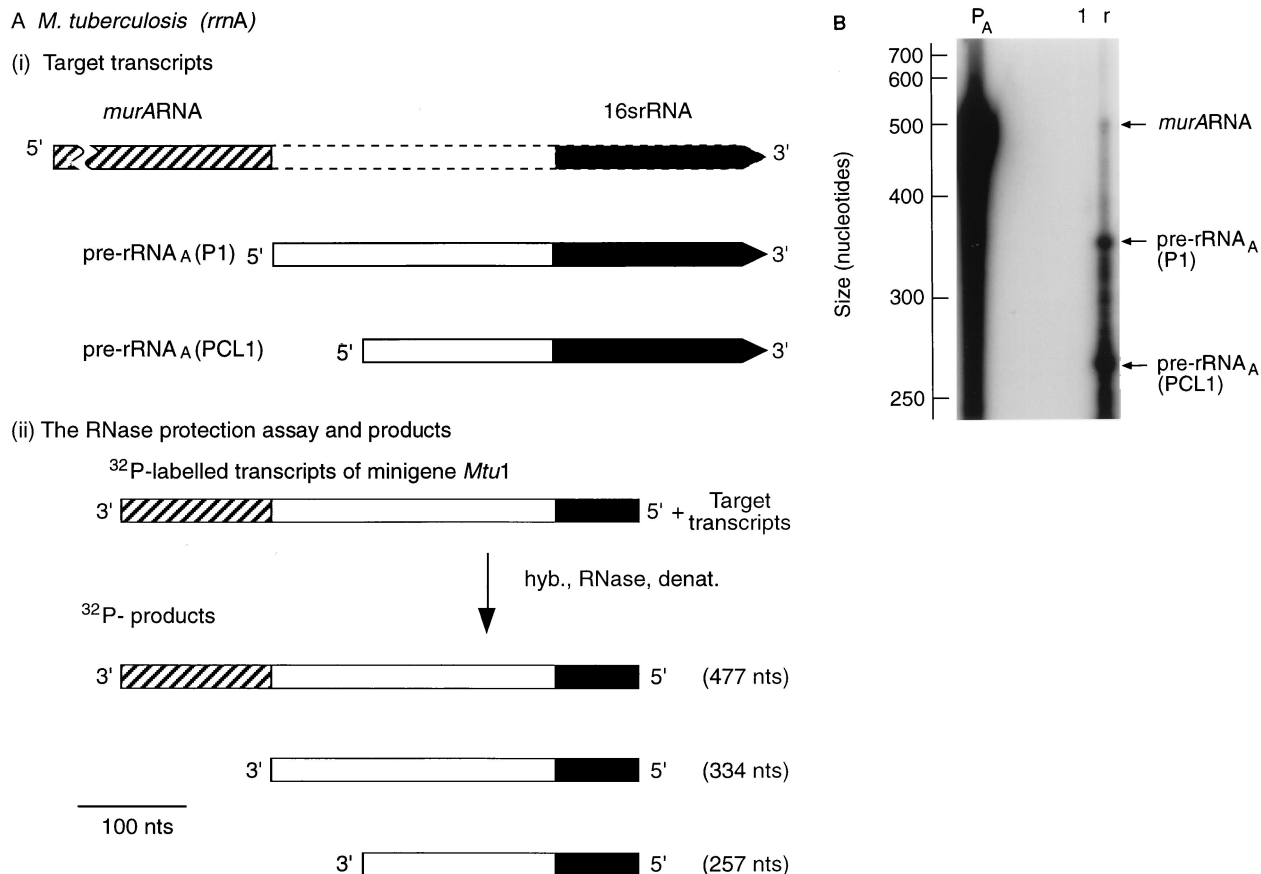 A M. tuberculosis (rrnA)
(i) Target transcripts
murARNA
16srRNA
5'
3'
pre-rRNA A (P1) 5'
3'
pre-rRNA A (PCL1)
5'
3'
(ii) The RNase protection assay and products
32P-labelled transcripts of minigene Mtu1
3'
5' + Target transcripts
hyb., RNase, denat.
32P- products
3'
5' (477 nts)
3'
5' (334 nts)
100 nts
3'
5' (257 nts)
B
PA 1 r
Size (nucleotides)
700
600
500
400
300
250
murARNA
pre-rRNA A
(P1)
pre-rRNA A
(PCL1)